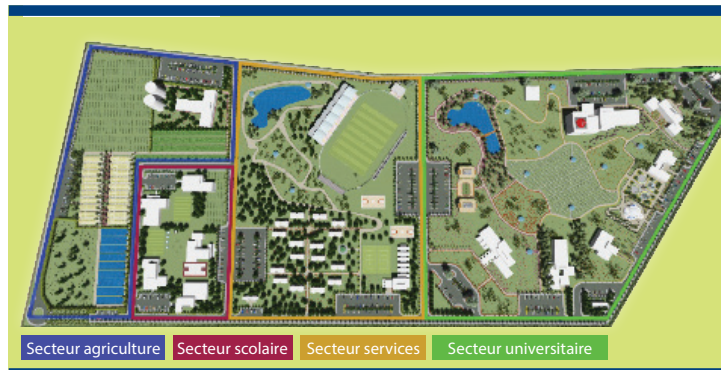 Secteur agriculture
Secteur scolaire
Secteur services
Secteur universitaire